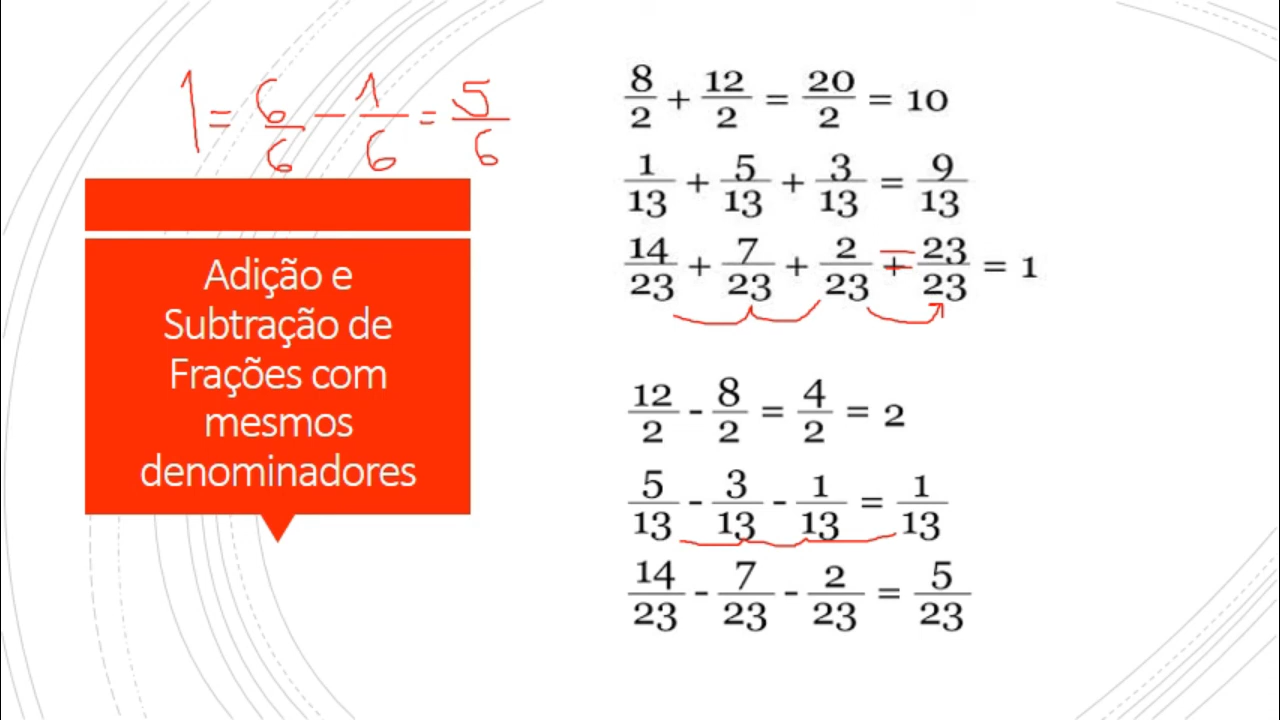 1 = 6/6 - 1/6 = 5/6
Adição e
Subtração de
Frações com
mesmos
denominadores
8/2 + 12/2 = 20/2 = 10
1/13 + 5/13 + 3/13 = 9/13
14/23 + 7/23 + 2/23 = 23/23 = 1
12/2 - 8/2 = 4/2 = 2
5/13 - 3/13 - 1/13 = 1/13
14/23 - 7/23 - 2/23 = 5/23